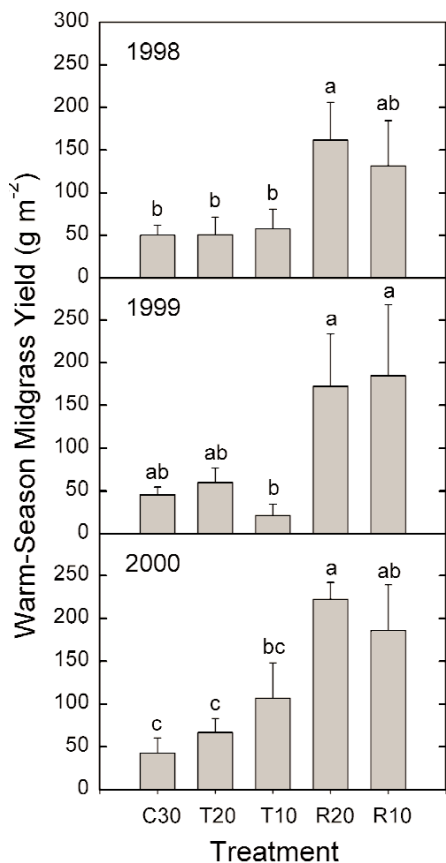 Warm-Season Midgrass Yield (g m⁻²)
300
1998
250
200
150
100
50
0
a
ab
b
b
b
1999
250
200
150
100
50
0
a
a
ab
ab
b
2000
250
200
150
100
50
0
a
ab
bc
c
c
C30 T20 T10 R20 R10
Treatment